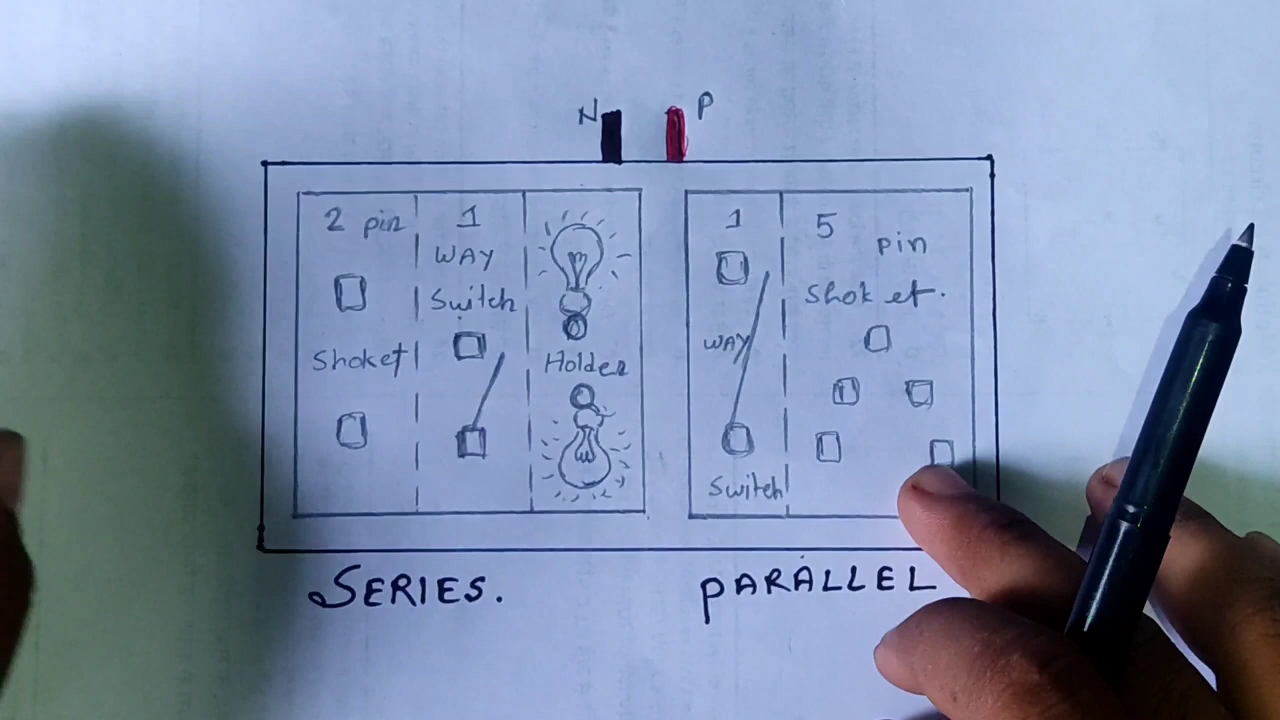 N P
2 pin
Shoket
1
WAY
Switch
Holder
1
WAY
Switch
5
pin
Shoket.
SERIES.
PARALLEL